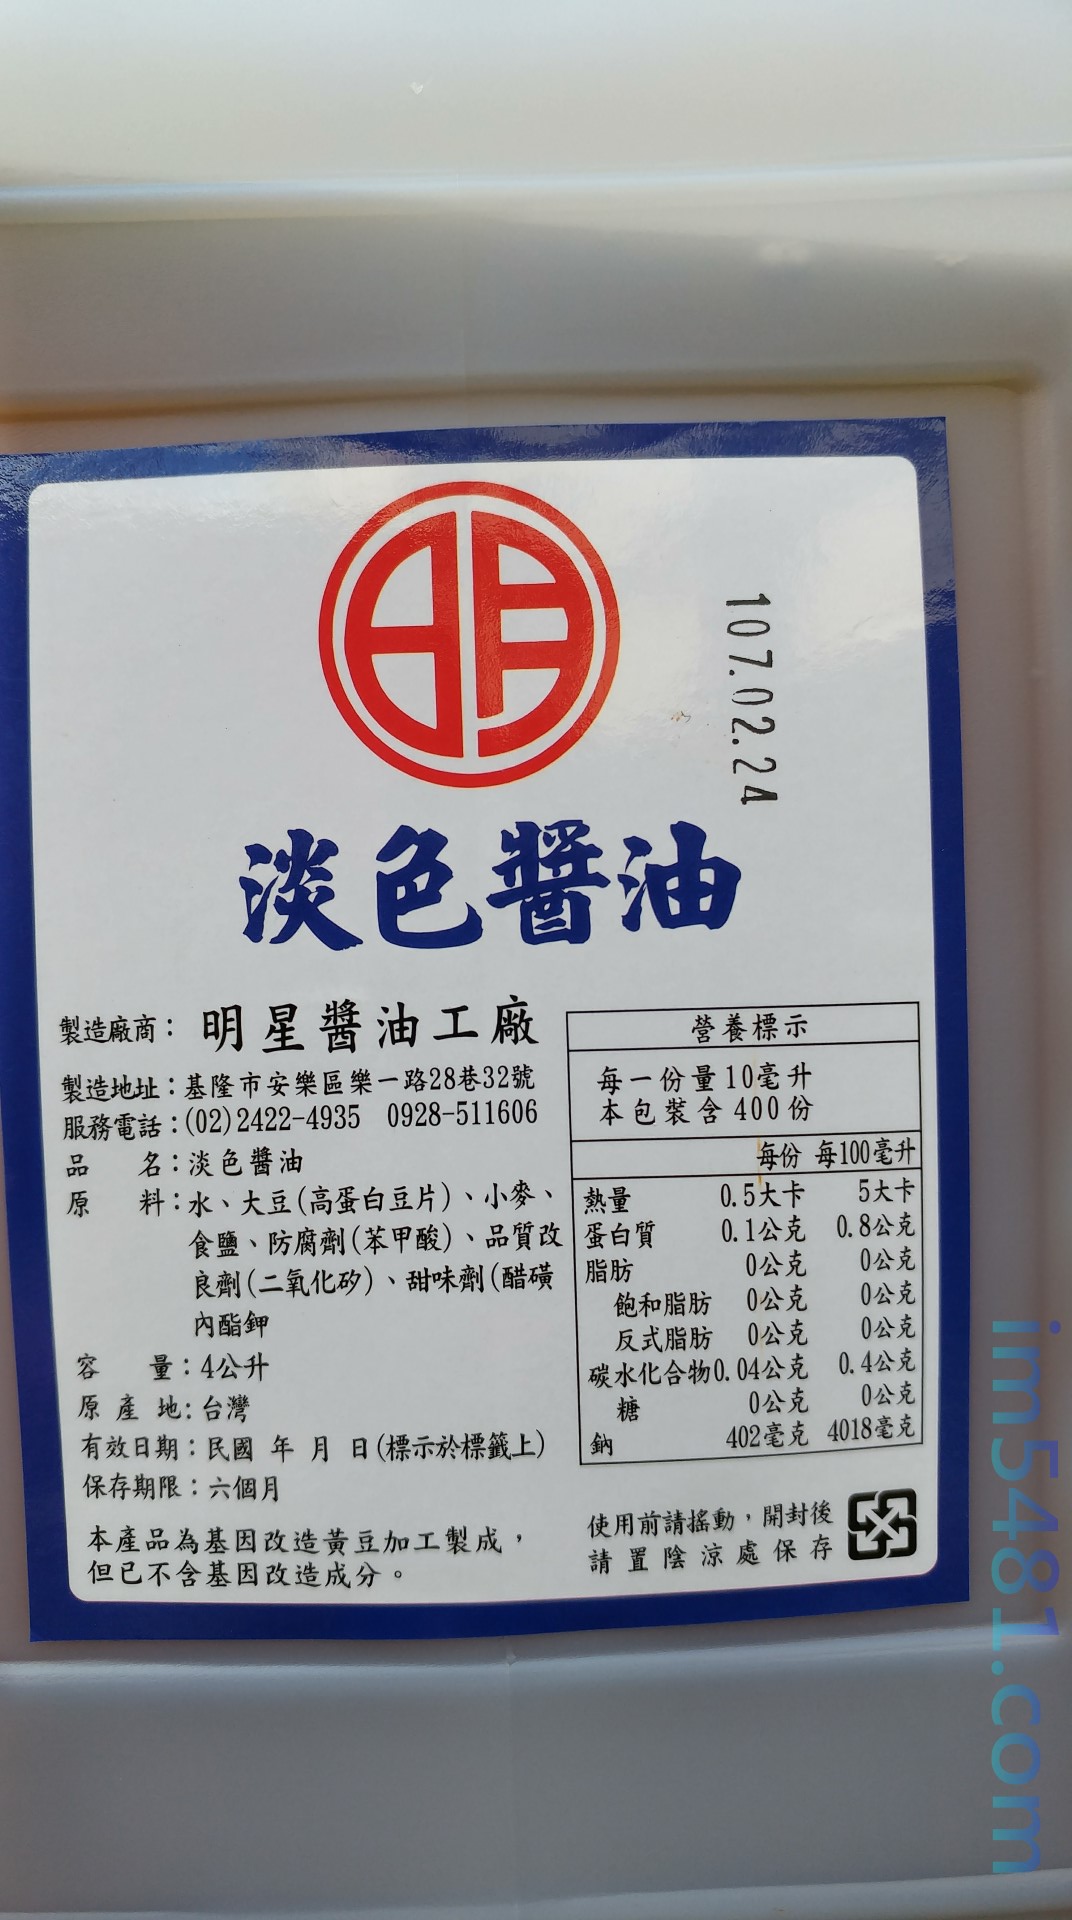 明
107.02.24
淡色醬油
製造廠商：明星醬油工廠
製造地址：基隆市安樂區樂一路28巷32號
服務電話：(02)2422-4935 0928-511606
品 名：淡色醬油
原 料：水、大豆(高蛋白豆片)、小麥、
食鹽、防腐劑(苯甲酸)、品質改
良劑(二氧化矽)、甜味劑(醋磺
內酯鉀
容 量：4公升
原 產 地：台灣
有效日期：民國 年 月 日(標示於標籤上)
保存期限：六個月
本產品為基因改造黃豆加工製成，
但已不含基因改造成分。
營養標示
每一份量10毫升
本包裝含400份
每份 每100毫升
熱量 0.5大卡 5大卡
蛋白質 0.1公克 0.8公克
脂肪 0公克 0公克
飽和脂肪 0公克 0公克
反式脂肪 0公克 0公克
碳水化合物 0.04公克 0.4公克
糖 0公克 0公克
鈉 402毫克 4018毫克
使用前請搖動，開封後
請置陰涼處保存
im5481.com